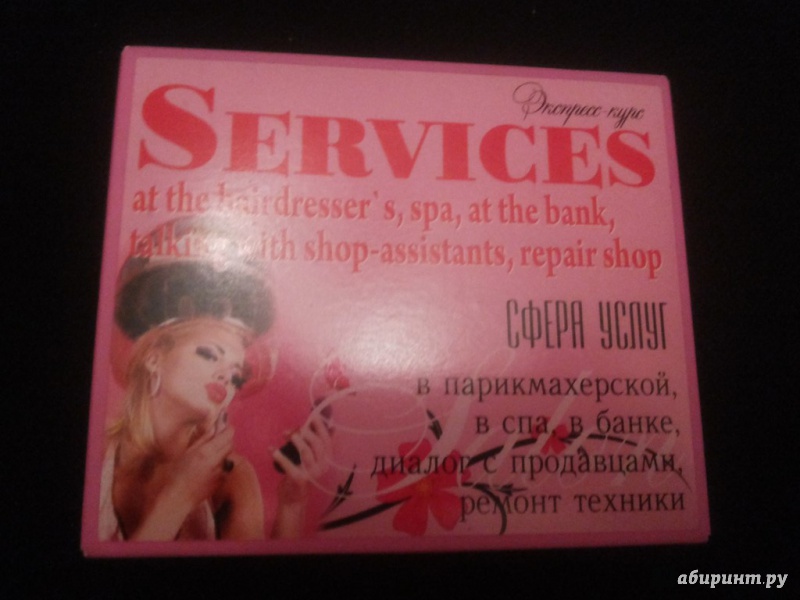 Экспресс-курс
SERVICES
at the hairdresser`s, spa, at the bank,
talking with shop-assistants, repair shop
СФЕРА УСЛУГ
в парикмахерской,
в спа, в банке,
диалог с продавцами,
ремонт техники
Salon
абиринт.ру